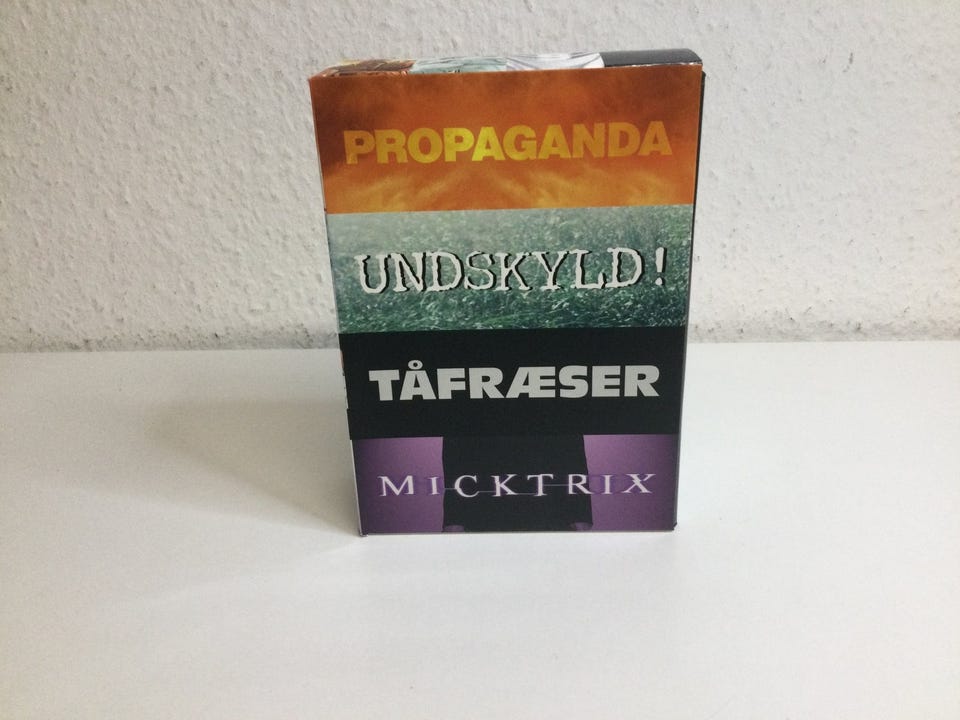 PROPAGANDA
UNDSKYLD!
TÅFRÆSER
MICKTRIX